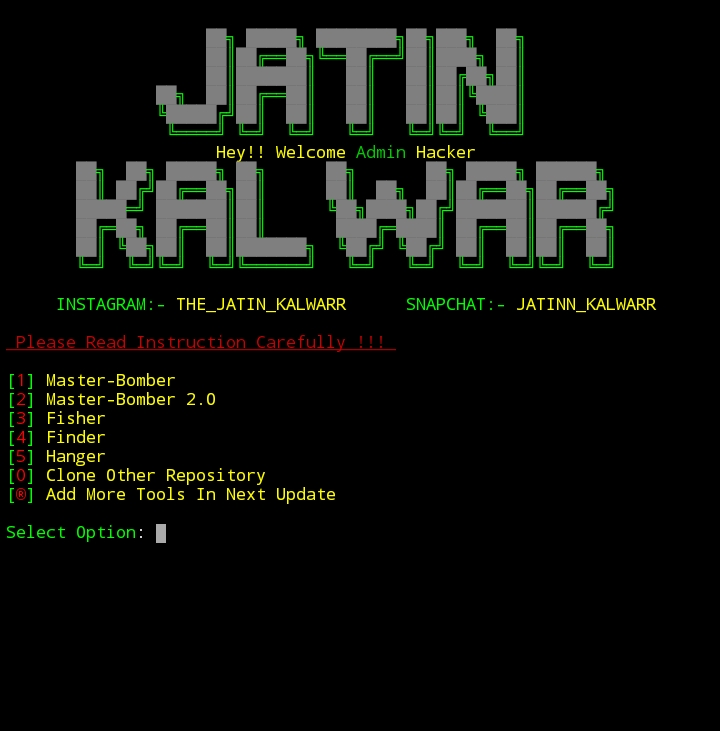 JATIN
Hey!! Welcome Admin Hacker
KALWAR
INSTAGRAM:- THE_JATIN_KALWARR SNAPCHAT:- JATINN_KALWARR
Please Read Instruction Carefully !!!
[1] Master-Bomber
[2] Master-Bomber 2.0
[3] Fisher
[4] Finder
[5] Hanger
[0] Clone Other Repository
[®] Add More Tools In Next Update
Select Option: